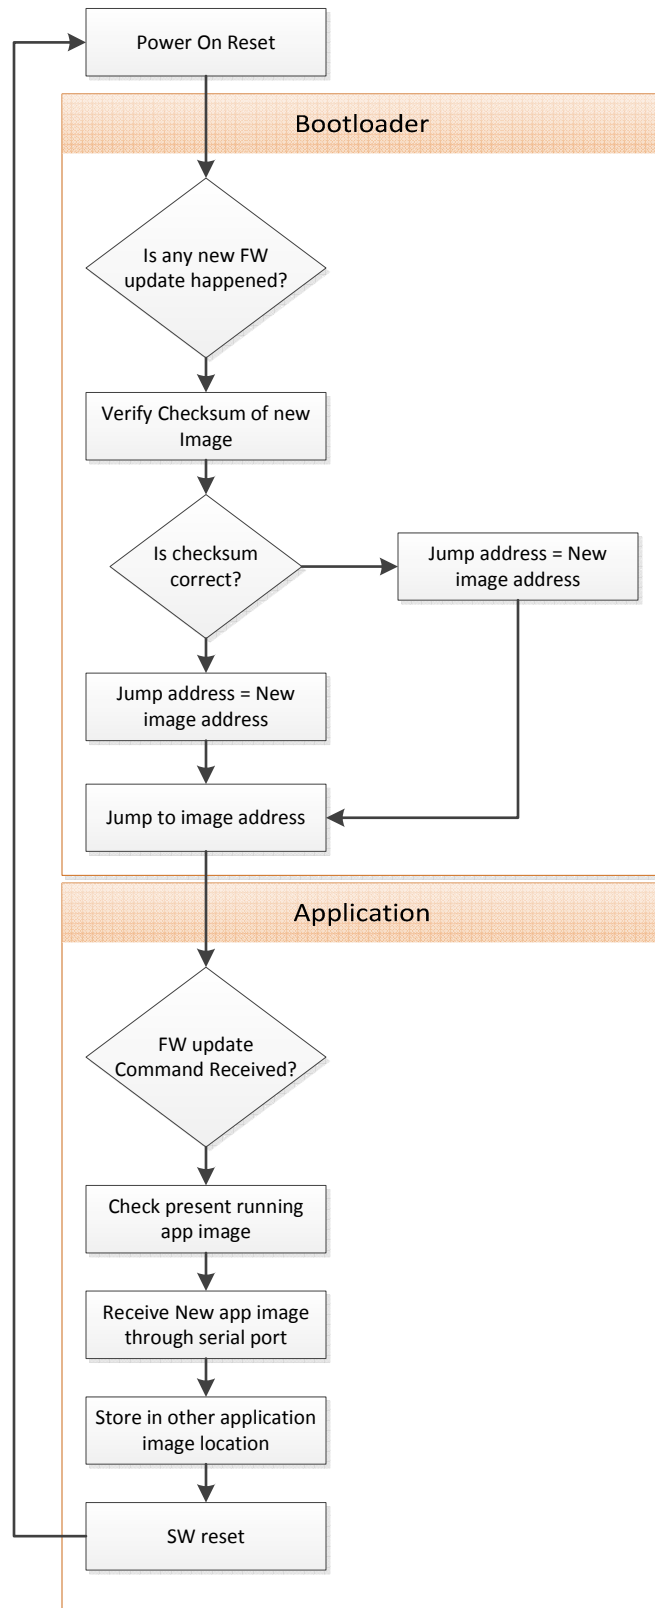 Power On Reset
Bootloader
Is any new FW
update happened?
Verify Checksum of new
Image
Is checksum
correct?
Jump address = New
image address
Jump address = New
image address
Jump to image address
Application
FW update
Command Received?
Check present running
app image
Receive New app image
through serial port
Store in other application
image location
SW reset